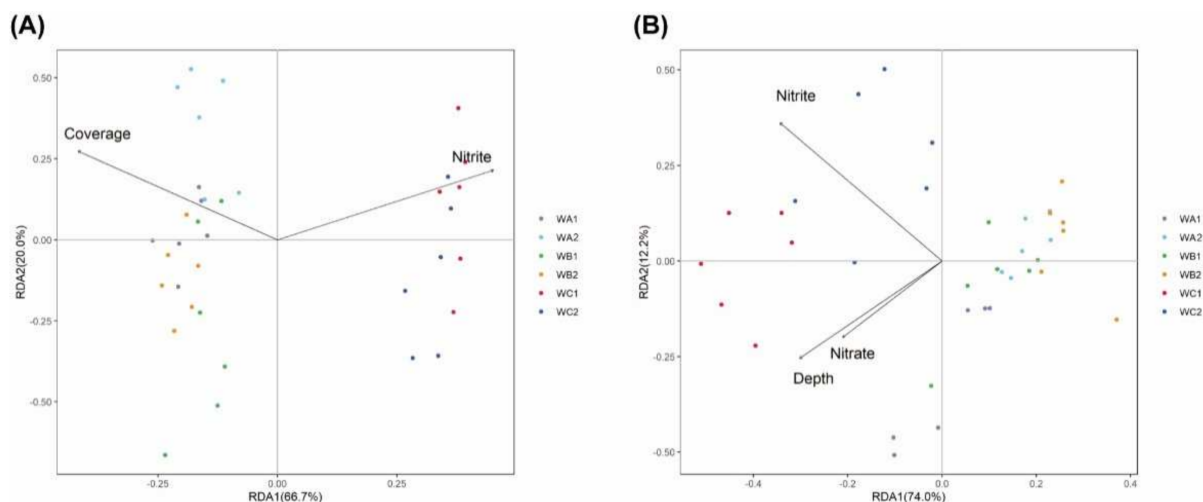 (A)
0.50
0.25
0.00
-0.25
-0.50
RDA2(20.0%)
Coverage
Nitrite
-0.25
0.00
0.25
RDA1(66.7%)
WA1
WA2
WB1
WB2
WC1
WC2
(B)
0.50
0.25
0.00
-0.25
-0.50
RDA2(12.2%)
Nitrite
Nitrate
Depth
-0.4
-0.2
0.0
0.2
0.4
RDA1(74.0%)
WA1
WA2
WB1
WB2
WC1
WC2